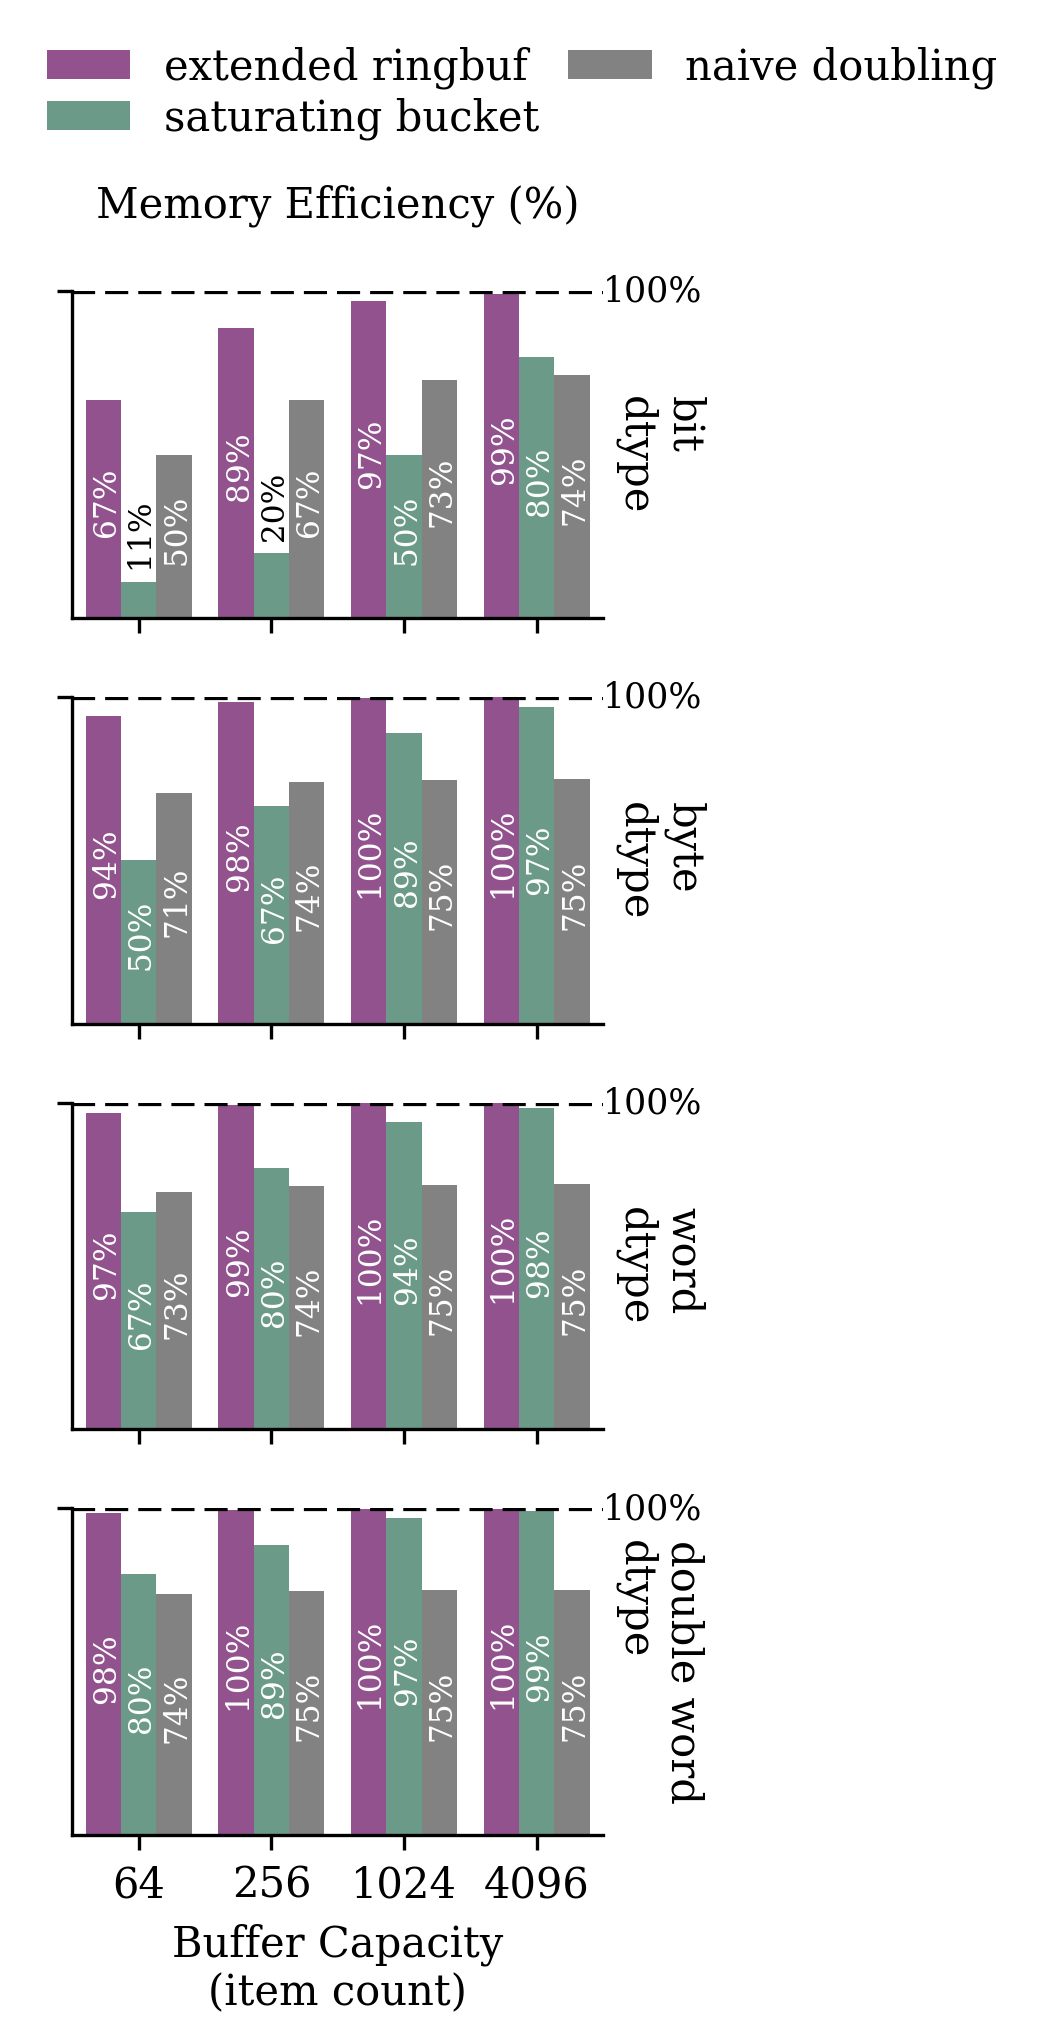 extended ringbuf
saturating bucket
naive doubling
Memory Efficiency (%)
100%
67% 11% 50% 89% 20% 67% 97% 50% 73% 99% 80% 74%
bit
dtype
100%
94% 50% 71% 98% 67% 74% 100% 89% 75% 100% 97% 75%
byte
dtype
100%
97% 67% 73% 99% 80% 74% 100% 94% 75% 100% 98% 75%
word
dtype
100%
98% 80% 74% 100% 89% 75% 100% 97% 75% 100% 99% 75%
double word
dtype
64 256 1024 4096
Buffer Capacity
(item count)